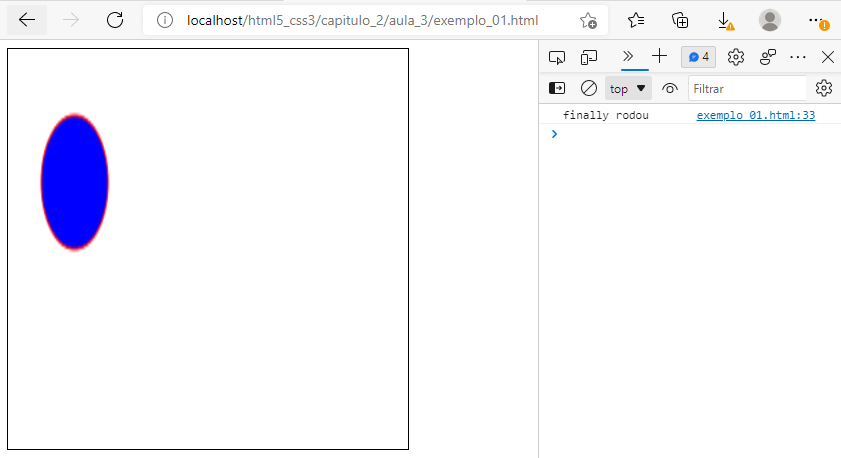 localhost/html5_css3/capitulo_2/aula_3/exemplo_01.html
4
top
Filtrar
finally rodou exemplo_01.html:33